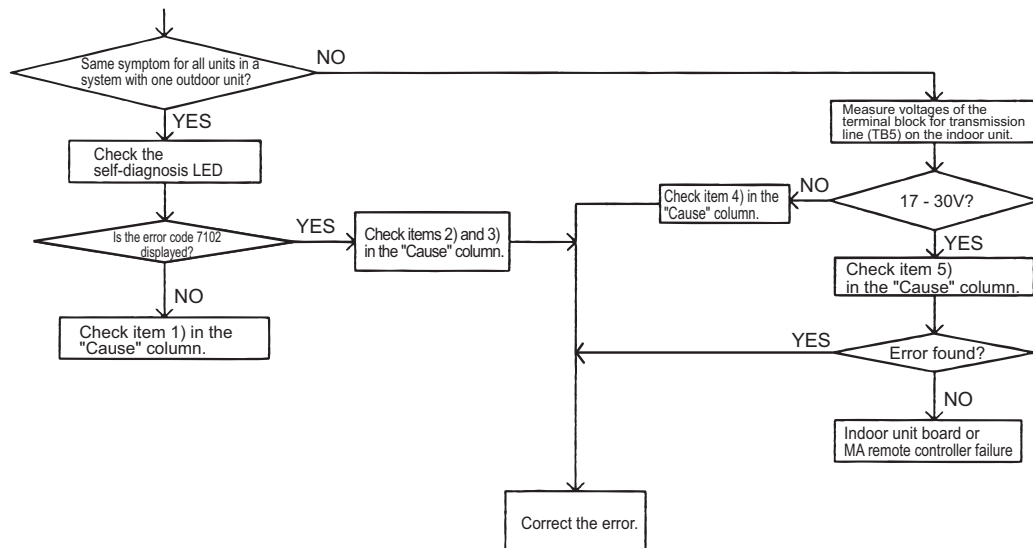 Same symptom for all units in a
system with one outdoor unit?
NO
YES
Check the
self-diagnosis LED
Is the error code 7102
displayed?
YES
Check items 2) and 3)
in the "Cause" column.
NO
Check item 1) in the
"Cause" column.
Measure voltages of the
terminal block for transmission
line (TB5) on the indoor unit.
17 - 30V?
NO
Check item 4) in the
"Cause" column.
YES
Check item 5)
in the "Cause" column.
Error found?
YES
NO
Indoor unit board or
MA remote controller failure
Correct the error.